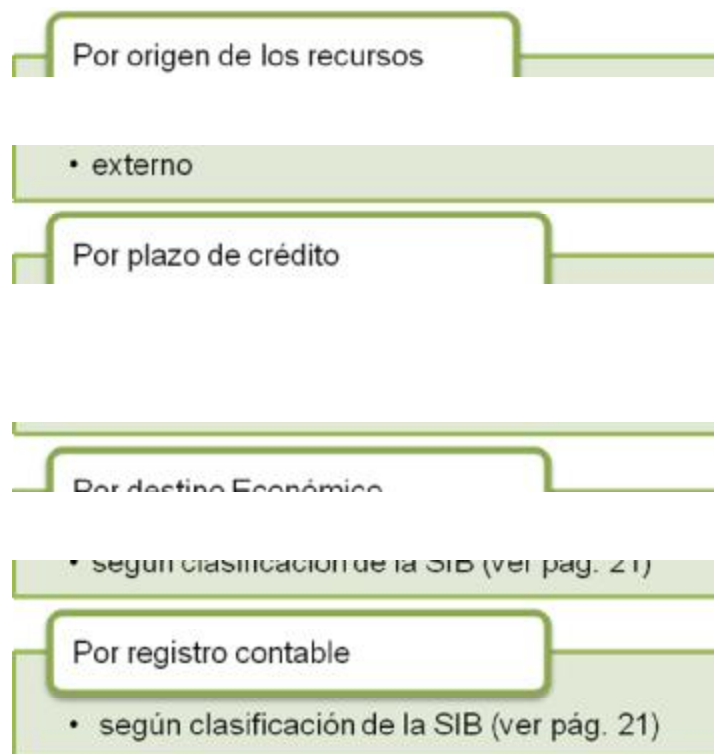 Por origen de los recursos
• externo
Por plazo de crédito
Por destino Económico
• según clasificación de la SIB (ver pág. 21)
Por registro contable
• según clasificación de la SIB (ver pág. 21)